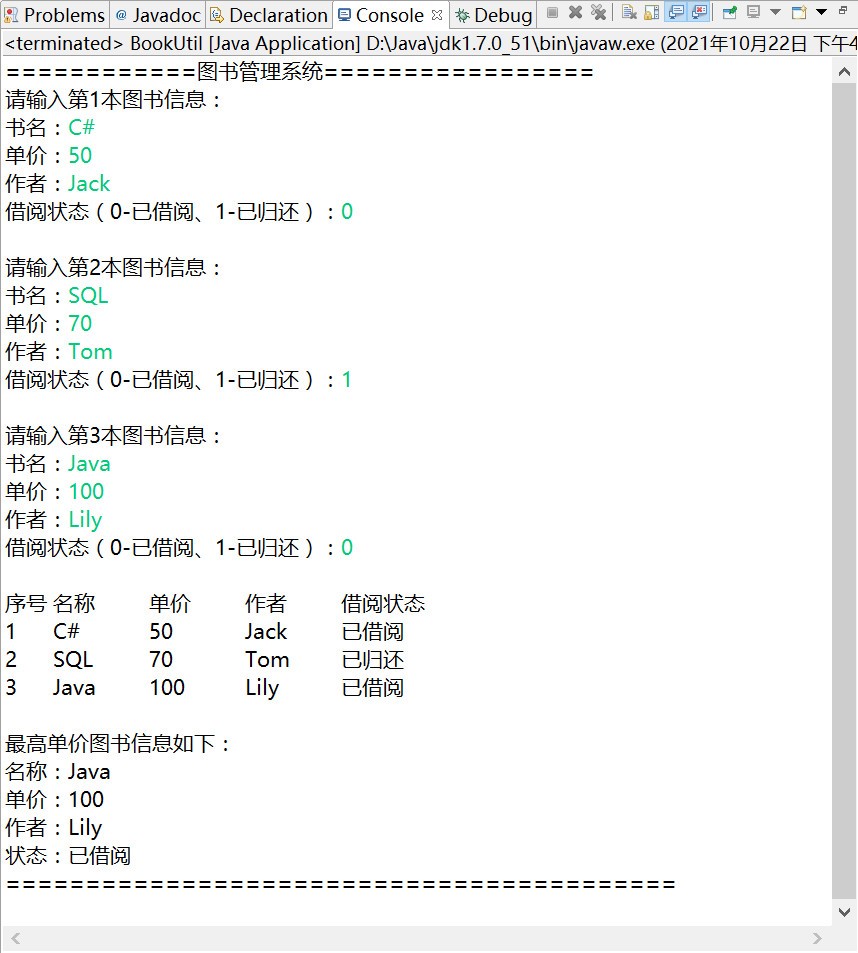 Problems @ Javadoc Declaration Console Debug
<terminated> BookUtil [Java Application] D:\Java\jdk1.7.0_51\bin\javaw.exe (2021年10月22日 下午4
============图书管理系统=================
请输入第1本图书信息：
书名：C#
单价：50
作者：Jack
借阅状态（0-已借阅、1-已归还）：0
请输入第2本图书信息：
书名：SQL
单价：70
作者：Tom
借阅状态（0-已借阅、1-已归还）：1
请输入第3本图书信息：
书名：Java
单价：100
作者：Lily
借阅状态（0-已借阅、1-已归还）：0
序号 名称 单价 作者 借阅状态
1 C# 50 Jack 已借阅
2 SQL 70 Tom 已归还
3 Java 100 Lily 已借阅
最高单价图书信息如下：
名称：Java
单价：100
作者：Lily
状态：已借阅
==========================================